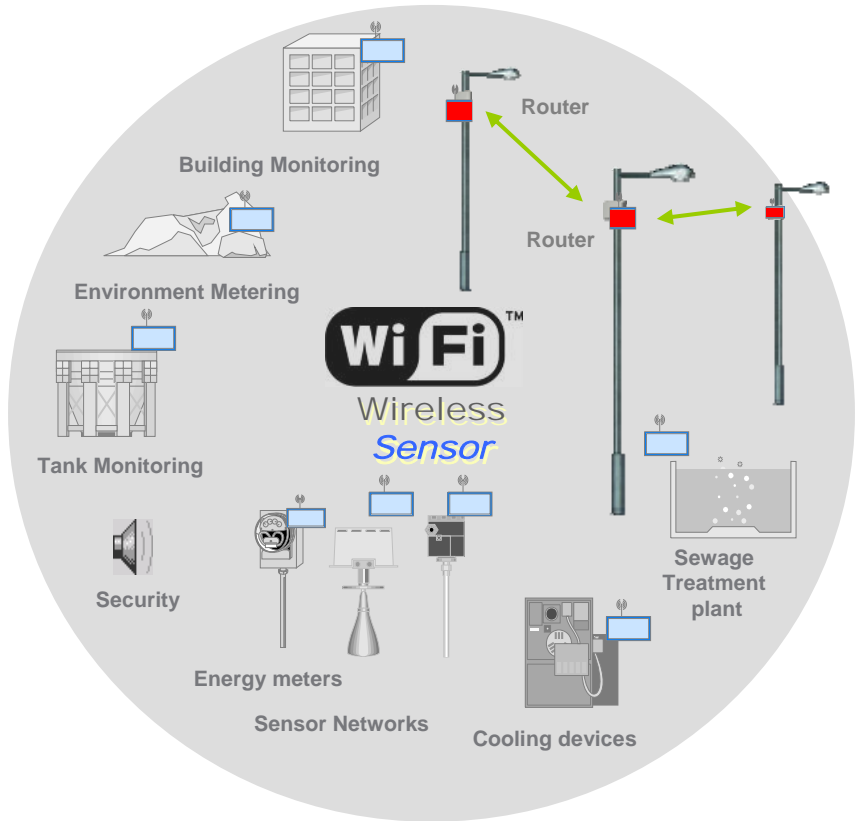 Router
Building Monitoring
Router
Environment Metering
Wi Fi™
Wireless
Sensor
Tank Monitoring
Security
Sewage
Treatment
plant
Energy meters
Sensor Networks
Cooling devices